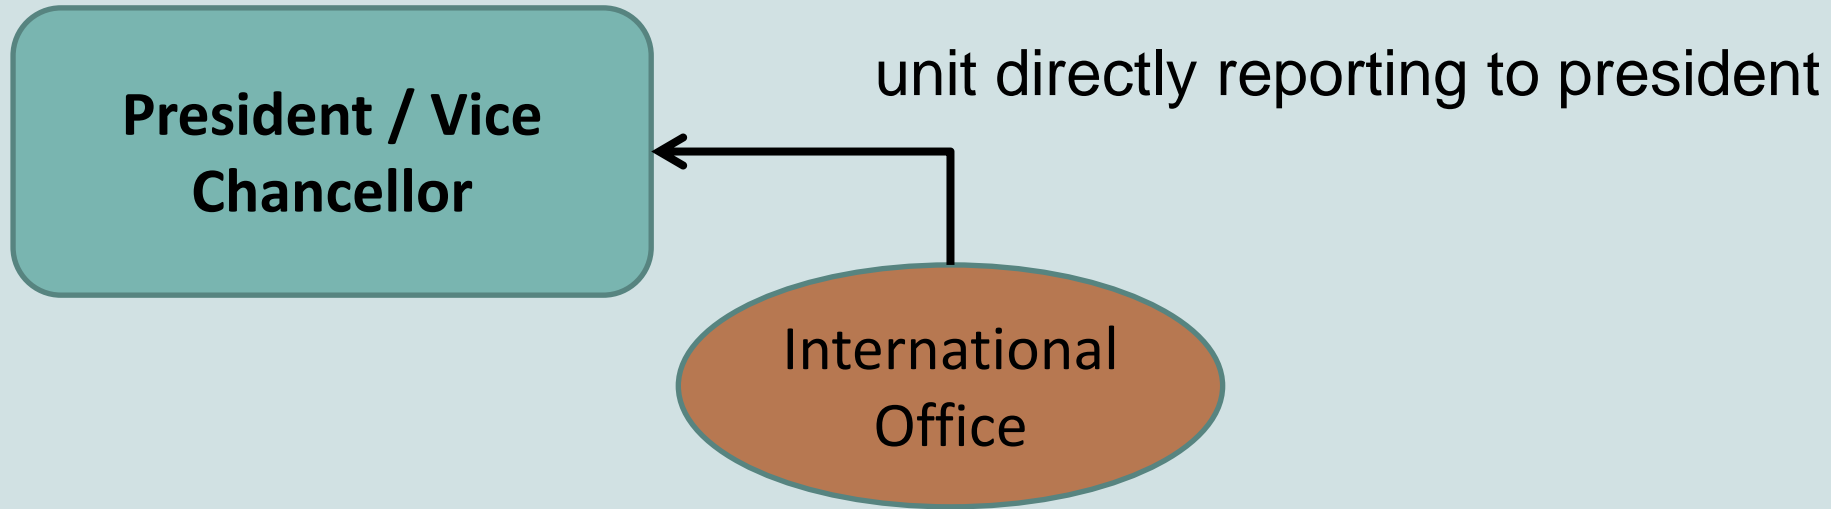 President / Vice
Chancellor
unit directly reporting to president
International
Office